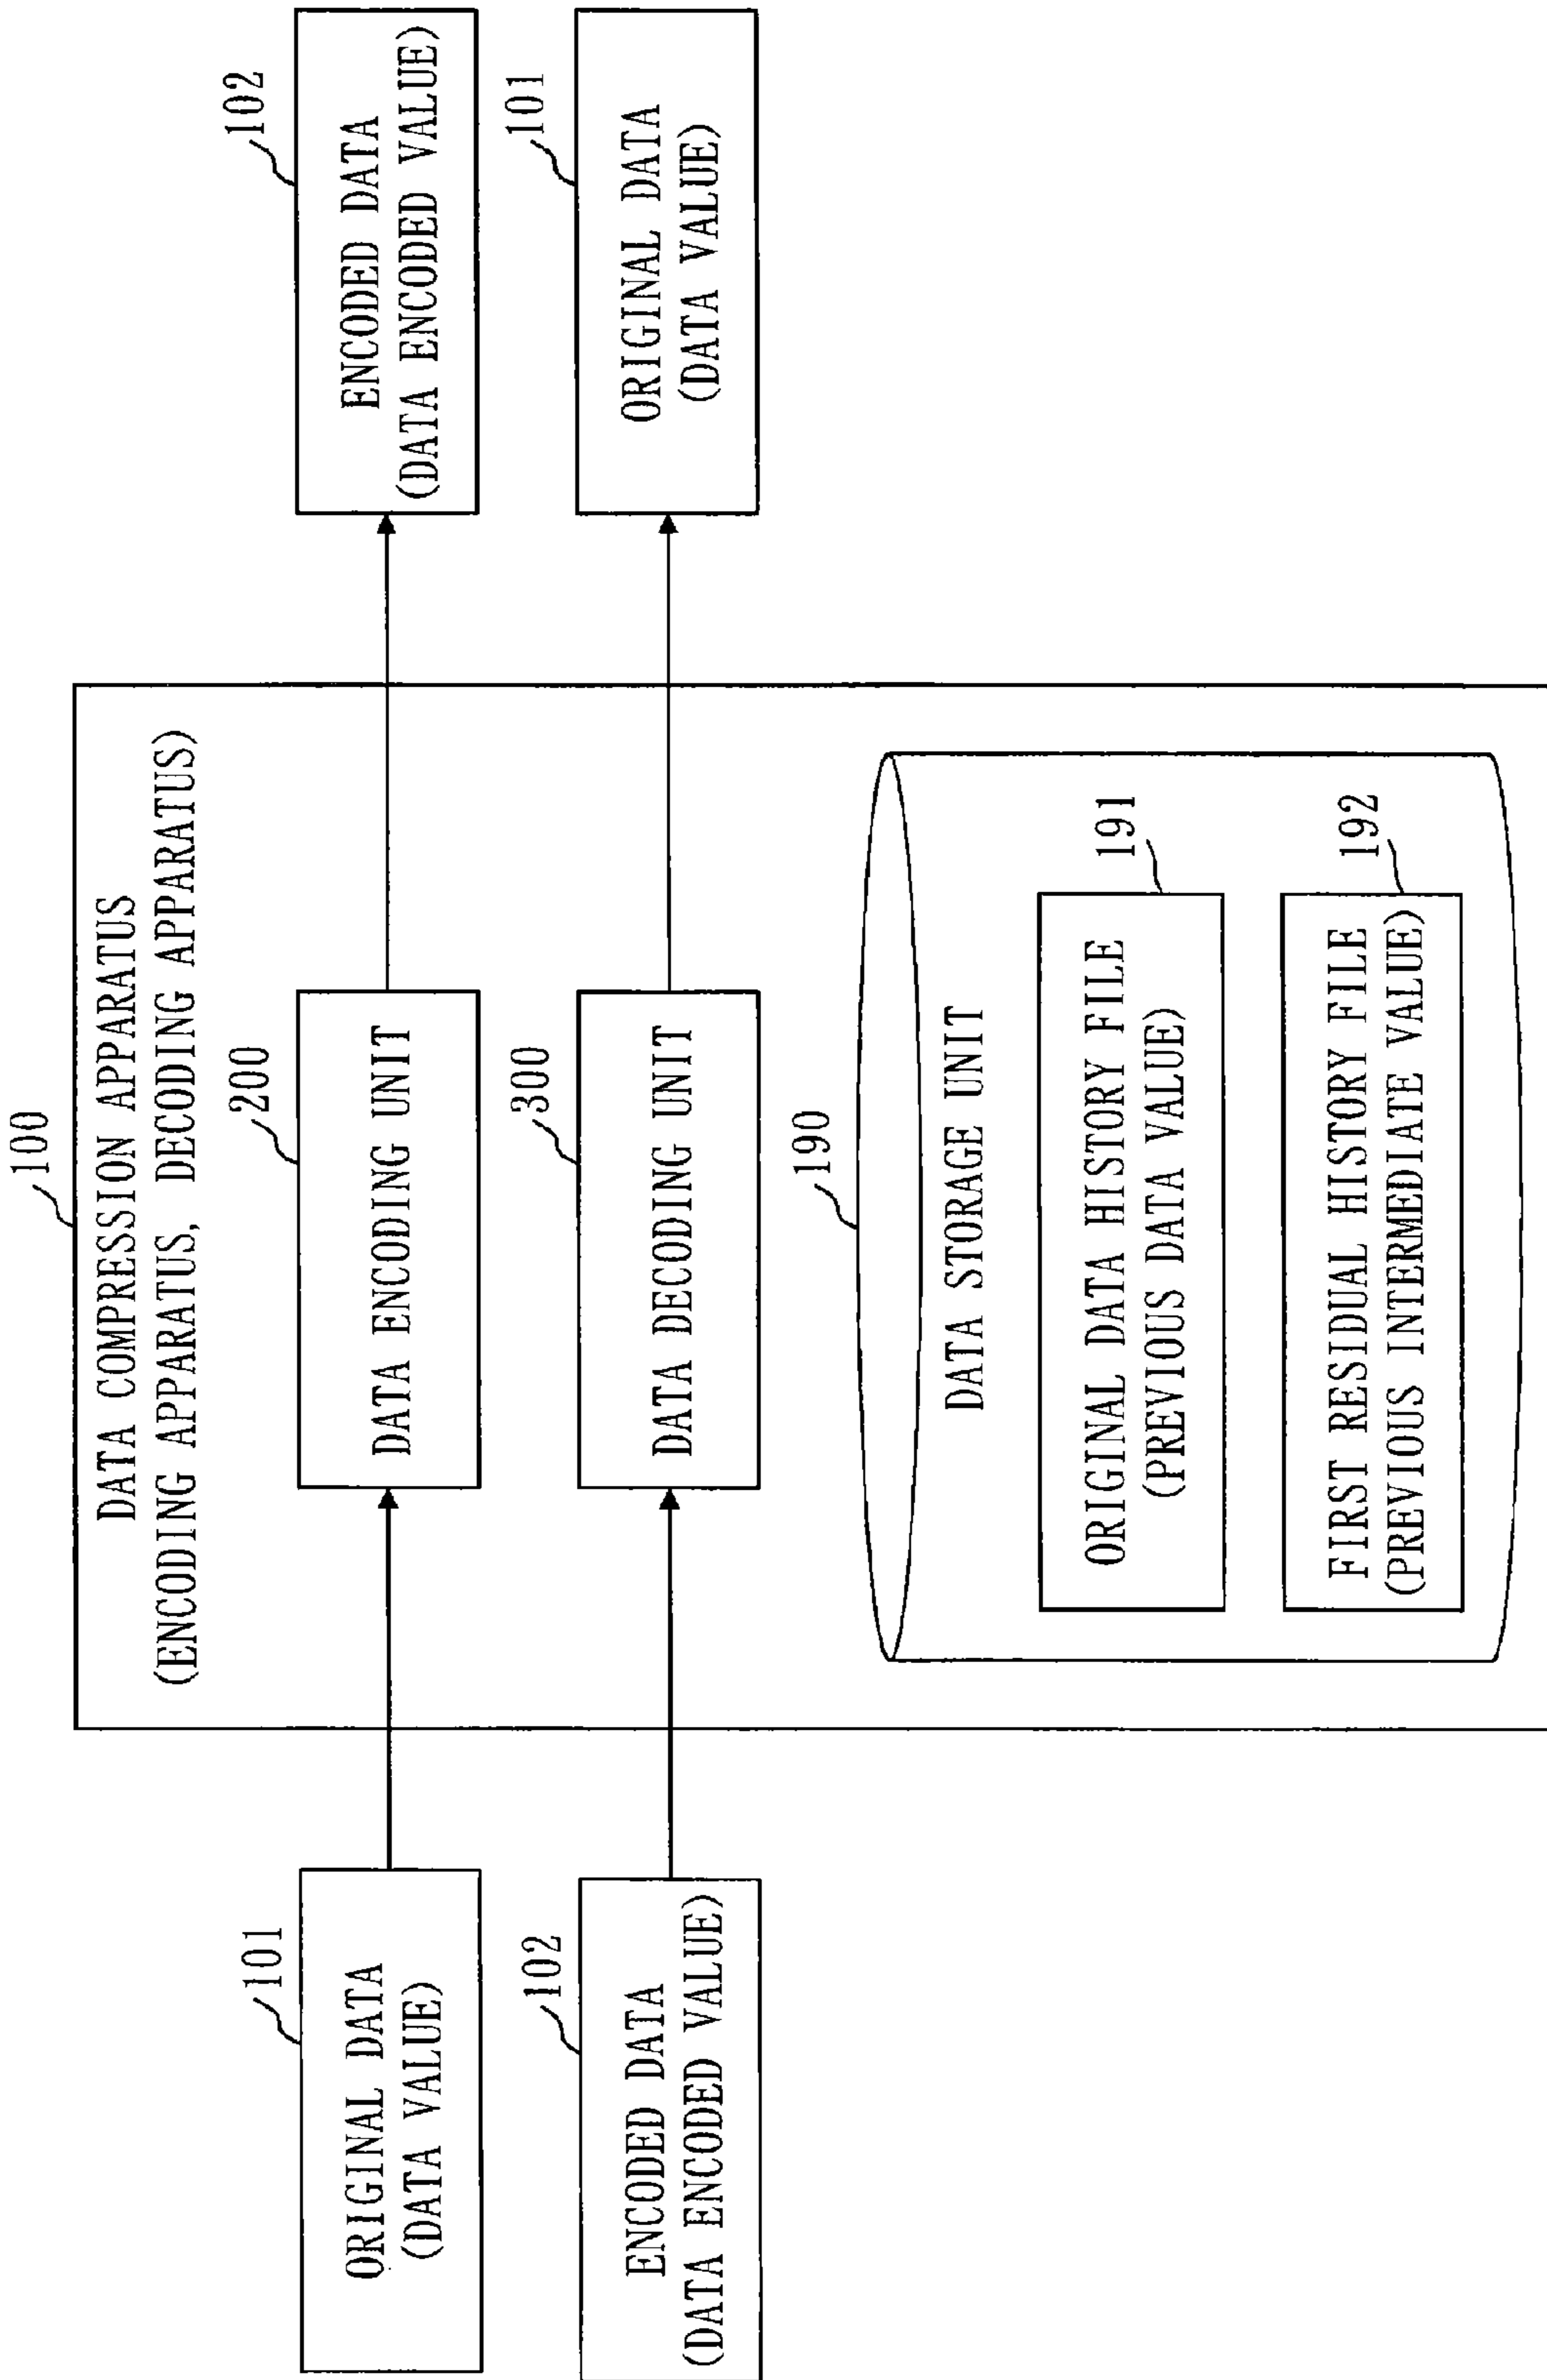 100
DATA COMPRESSION APPARATUS
(ENCODING APPARATUS, DECODING APPARATUS)
101
ORIGINAL DATA
(DATA VALUE)
200
DATA ENCODING UNIT
102
ENCODED DATA
(DATA ENCODED VALUE)
102
ENCODED DATA
(DATA ENCODED VALUE)
300
DATA DECODING UNIT
101
ORIGINAL DATA
(DATA VALUE)
190
DATA STORAGE UNIT
191
ORIGINAL DATA HISTORY FILE
(PREVIOUS DATA VALUE)
192
FIRST RESIDUAL HISTORY FILE
(PREVIOUS INTERMEDIATE VALUE)